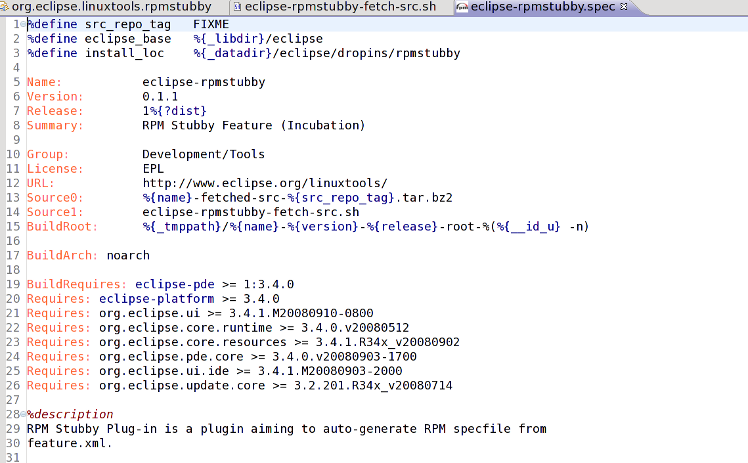 org.eclipse.linuxtools.rpmstubby eclipse-rpmstubby-fetch-src.sh eclipse-rpmstubby.spec
1 %define src_repo_tag FIXME
2 %define eclipse_base %{_libdir}/eclipse
3 %define install_loc %{_datadir}/eclipse/dropins/rpmstubby
4
5 Name: eclipse-rpmstubby
6 Version: 0.1.1
7 Release: 1%{?dist}
8 Summary: RPM Stubby Feature (Incubation)
9
10 Group: Development/Tools
11 License: EPL
12 URL: http://www.eclipse.org/linuxtools/
13 Source0: %{name}-fetched-src-%{src_repo_tag}.tar.bz2
14 Source1: eclipse-rpmstubby-fetch-src.sh
15 BuildRoot: %{_tmppath}/%{name}-%{version}-%{release}-root-%(%{__id_u} -n)
16
17 BuildArch: noarch
18
19 BuildRequires: eclipse-pde >= 1:3.4.0
20 Requires: eclipse-platform >= 3.4.0
21 Requires: org.eclipse.ui >= 3.4.1.M20080910-0800
22 Requires: org.eclipse.core.runtime >= 3.4.0.v20080512
23 Requires: org.eclipse.core.resources >= 3.4.1.R34x_v20080902
24 Requires: org.eclipse.pde.core >= 3.4.0.v20080903-1700
25 Requires: org.eclipse.ui.ide >= 3.4.1.M20080903-2000
26 Requires: org.eclipse.update.core >= 3.2.201.R34x_v20080714
27
28 %description
29 RPM Stubby Plug-in is a plugin aiming to auto-generate RPM specfile from
30 feature.xml.
31